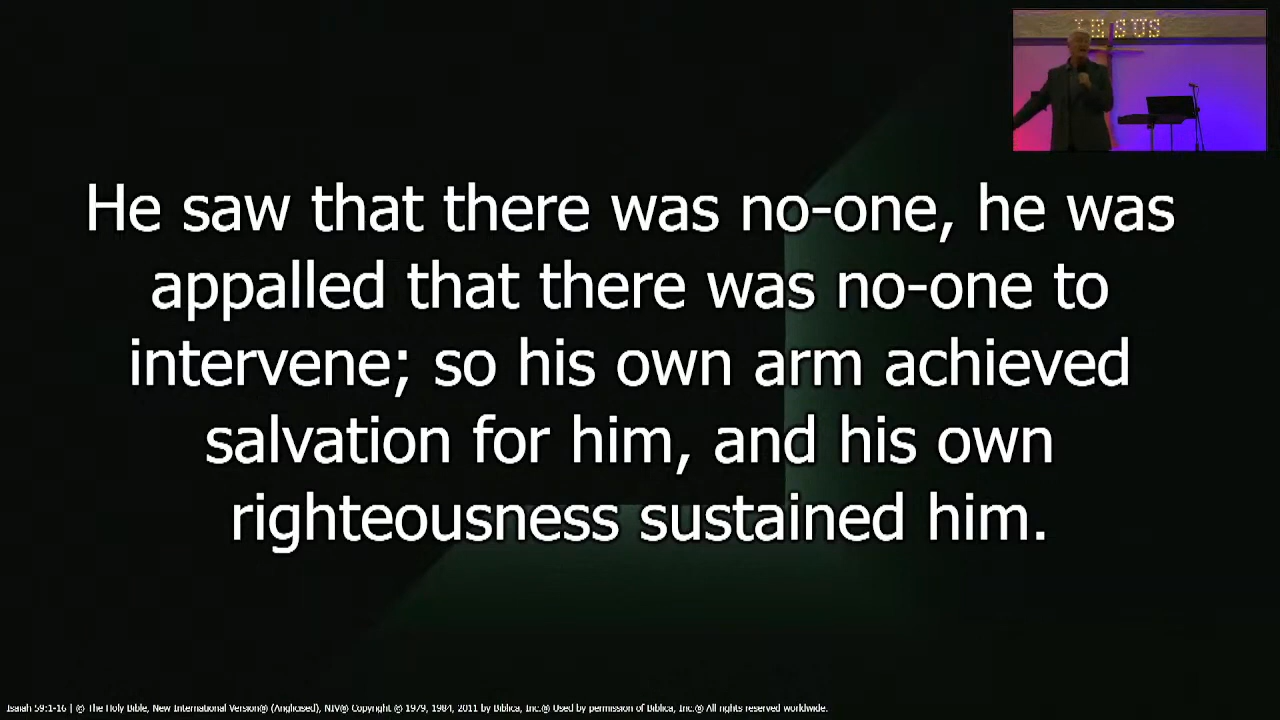 JESUS
He saw that there was no-one, he was
appalled that there was no-one to
intervene; so his own arm achieved
salvation for him, and his own
righteousness sustained him.
Isaiah 59:1-16 | © The Holy Bible, New International Version® (Anglicised), NIV® Copyright © 1979, 1984, 2011 by Biblica, Inc.® Used by permission of Biblica, Inc.® All rights reserved worldwide.